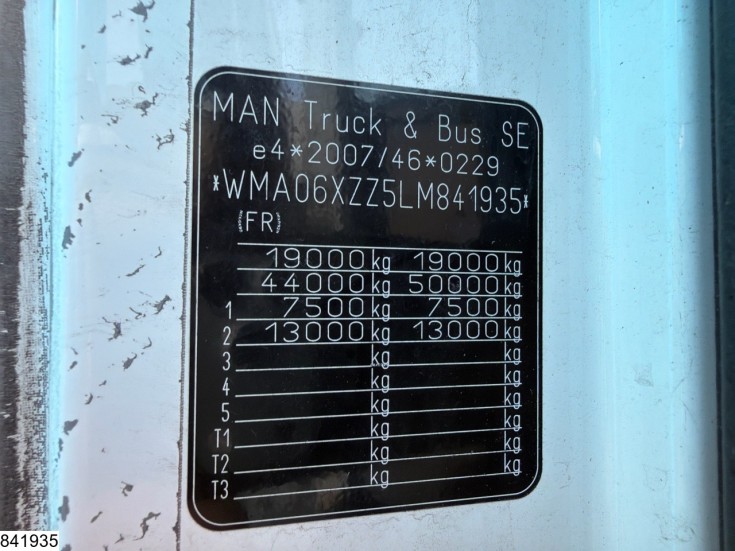 MAN Truck & Bus SE
e4*2007/46*0229
*WMA06XZZ5LM841935*
(FR)
19000 kg 19000 kg
44000 kg 50000 kg
1 7500 kg 7500 kg
2 13000 kg 13000 kg
3 kg kg
4 kg kg
5 kg kg
T1 kg kg
T2 kg kg
T3 kg
841935